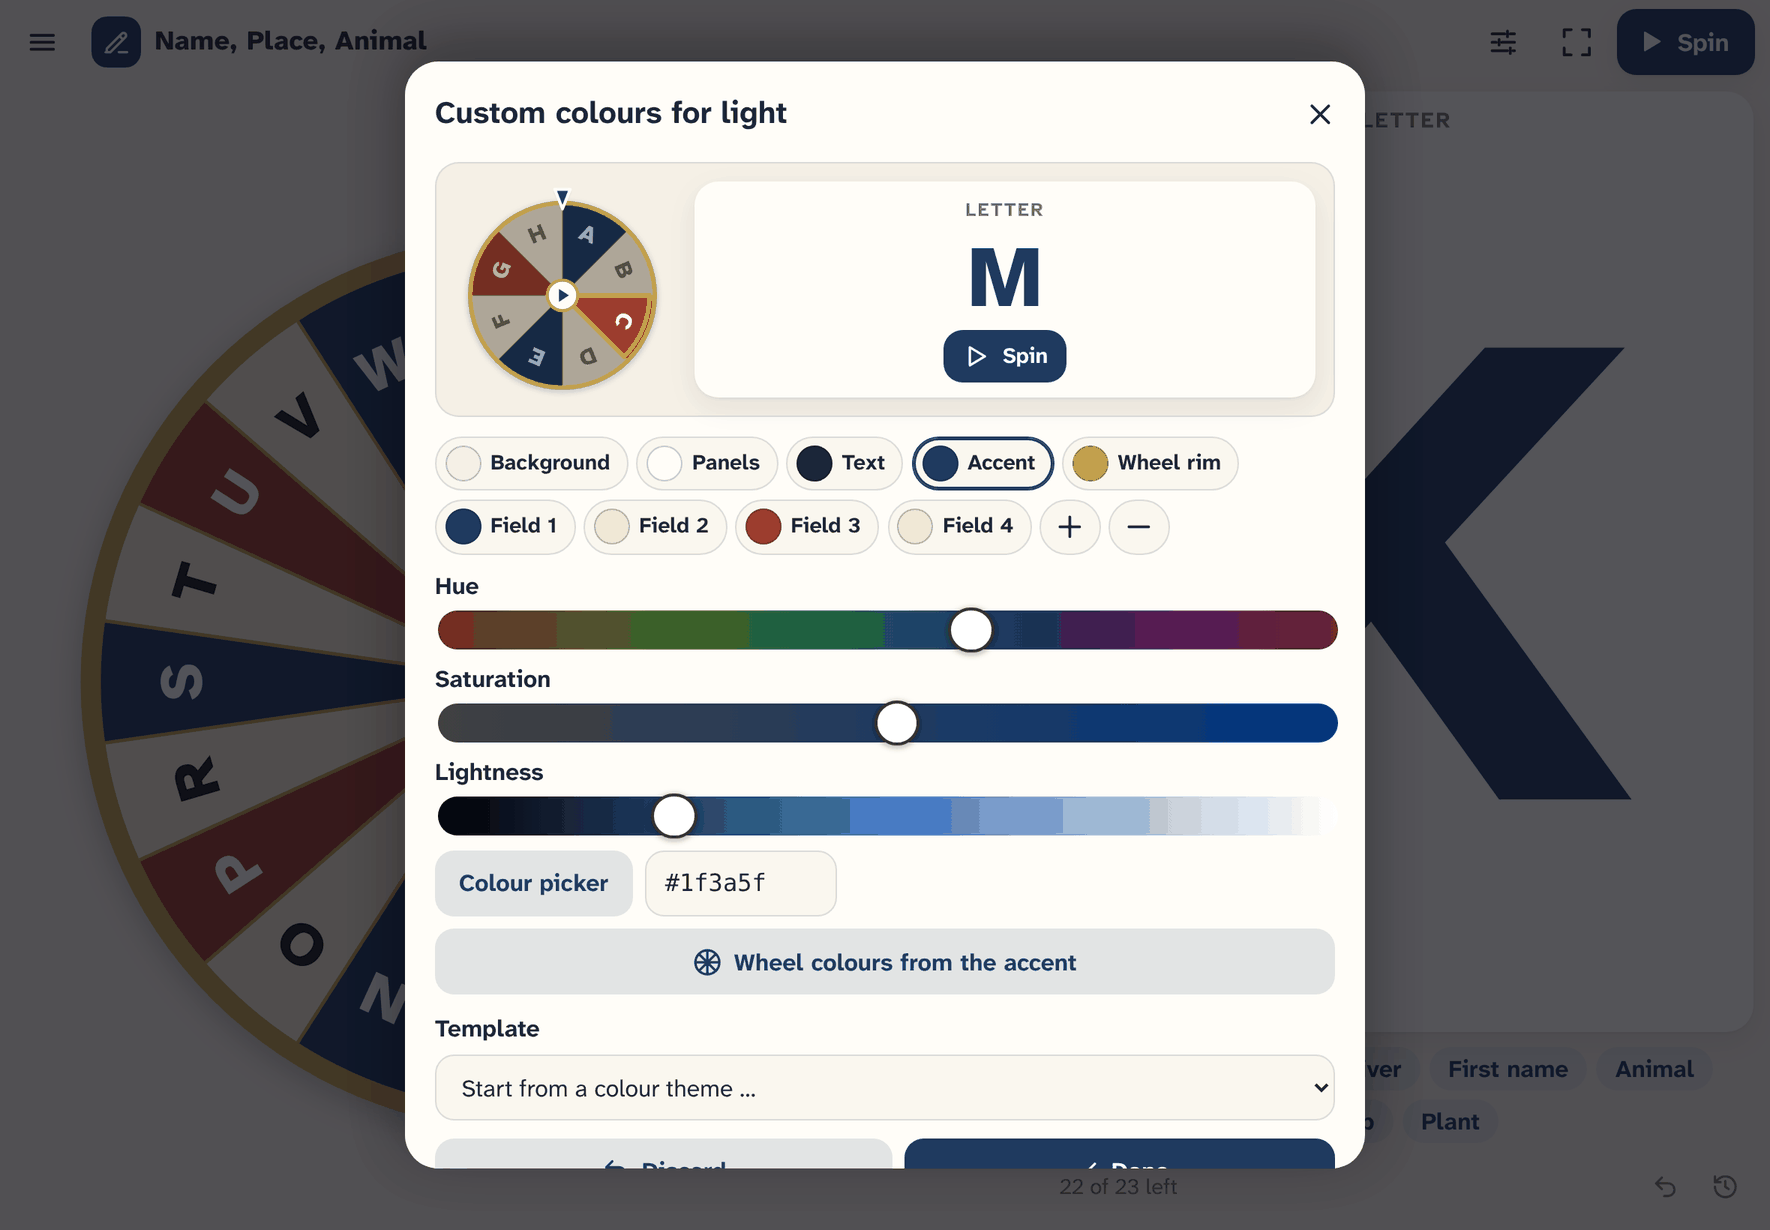 Name, Place, Animal
Spin
LETTER
K
W
V
U
T
S
R
P
O
N
Custom colours for light
A
B
C
D
E
F
G
H
LETTER
M
Spin
Background
Panels
Text
Accent
Wheel rim
Field 1
Field 2
Field 3
Field 4
Hue
Saturation
Lightness
Colour picker
#1f3a5f
Wheel colours from the accent
Template
Start from a colour theme ...
Discard
Done
First name
Animal
Plant
22 of 23 left